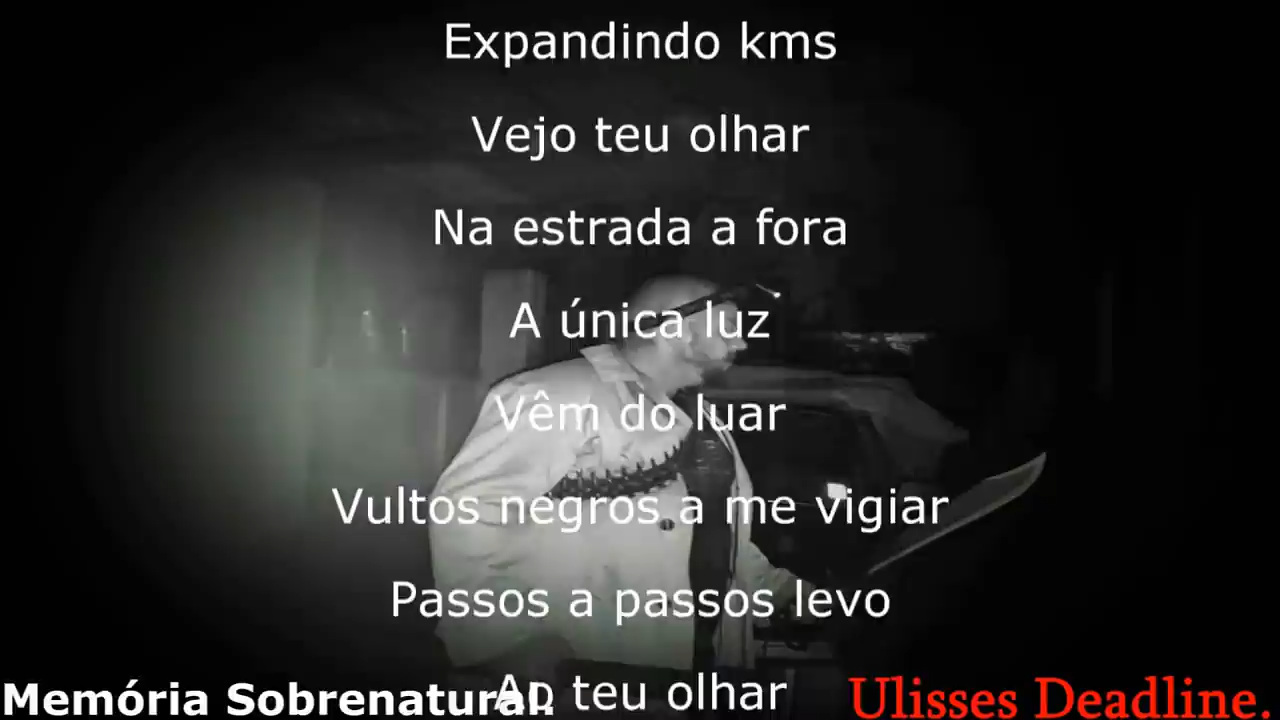 Expandindo kms
Vejo teu olhar
Na estrada a fora
A única luz
Vêm do luar
Vultos negros a me vigiar
Passos a passos levo
Ao teu olhar
Memória Sobrenatural.
Ulisses Deadline.